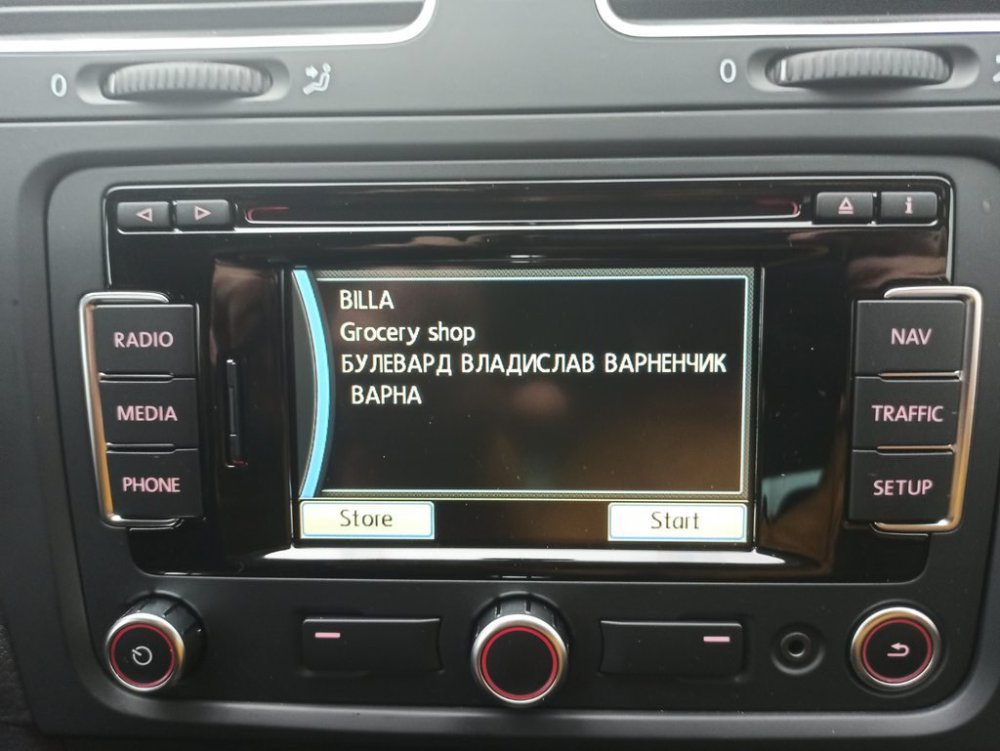 0
0
i
BILLA
Grocery shop
БУЛЕВАРД ВЛАДИСЛАВ ВАРНЕНЧИК
ВАРНА
Store
Start
RADIO
MEDIA
PHONE
NAV
TRAFFIC
SETUP